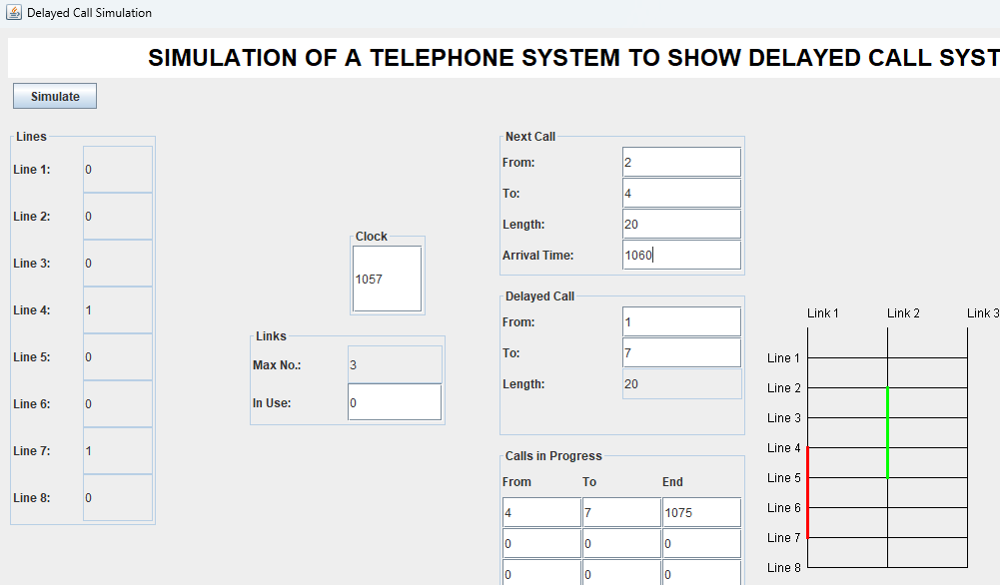 Delayed Call Simulation
SIMULATION OF A TELEPHONE SYSTEM TO SHOW DELAYED CALL SYST
Simulate
Lines
Line 1: 0
Line 2: 0
Line 3: 0
Line 4: 1
Line 5: 0
Line 6: 0
Line 7: 1
Line 8: 0
Clock
1057
Links
Max No.: 3
In Use: 0
Next Call
From: 2
To: 4
Length: 20
Arrival Time: 1060
Delayed Call
From: 1
To: 7
Length: 20
Calls in Progress
From To End
4 7 1075
0 0 0
0 0 0
Link 1 Link 2 Link 3
Line 1
Line 2
Line 3
Line 4
Line 5
Line 6
Line 7
Line 8